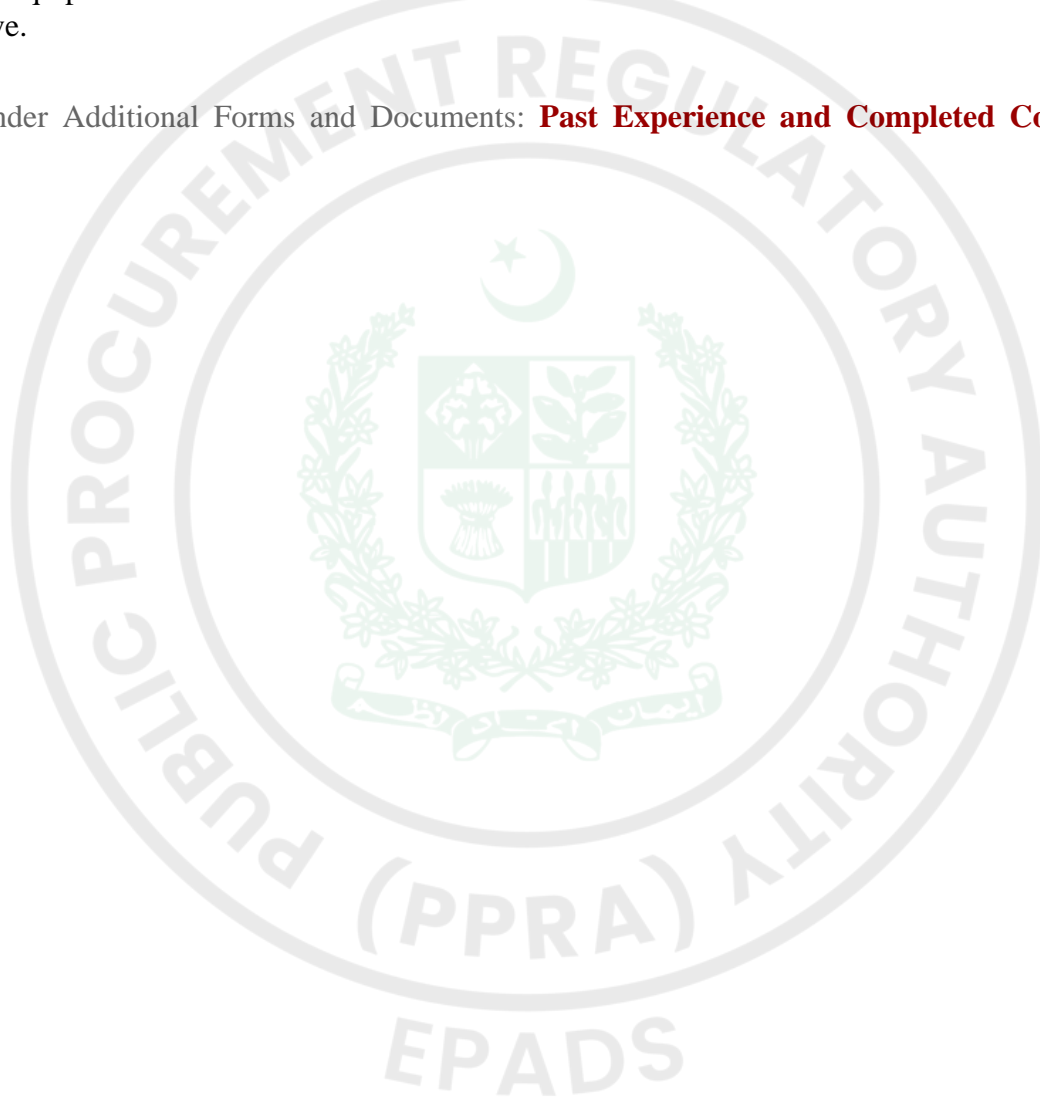 ve.
nder Additional Forms and Documents: Past Experience and Completed Co
PUBLIC PROCUREMENT REGULATORY AUTHORITY
(PPRA)
EPADS